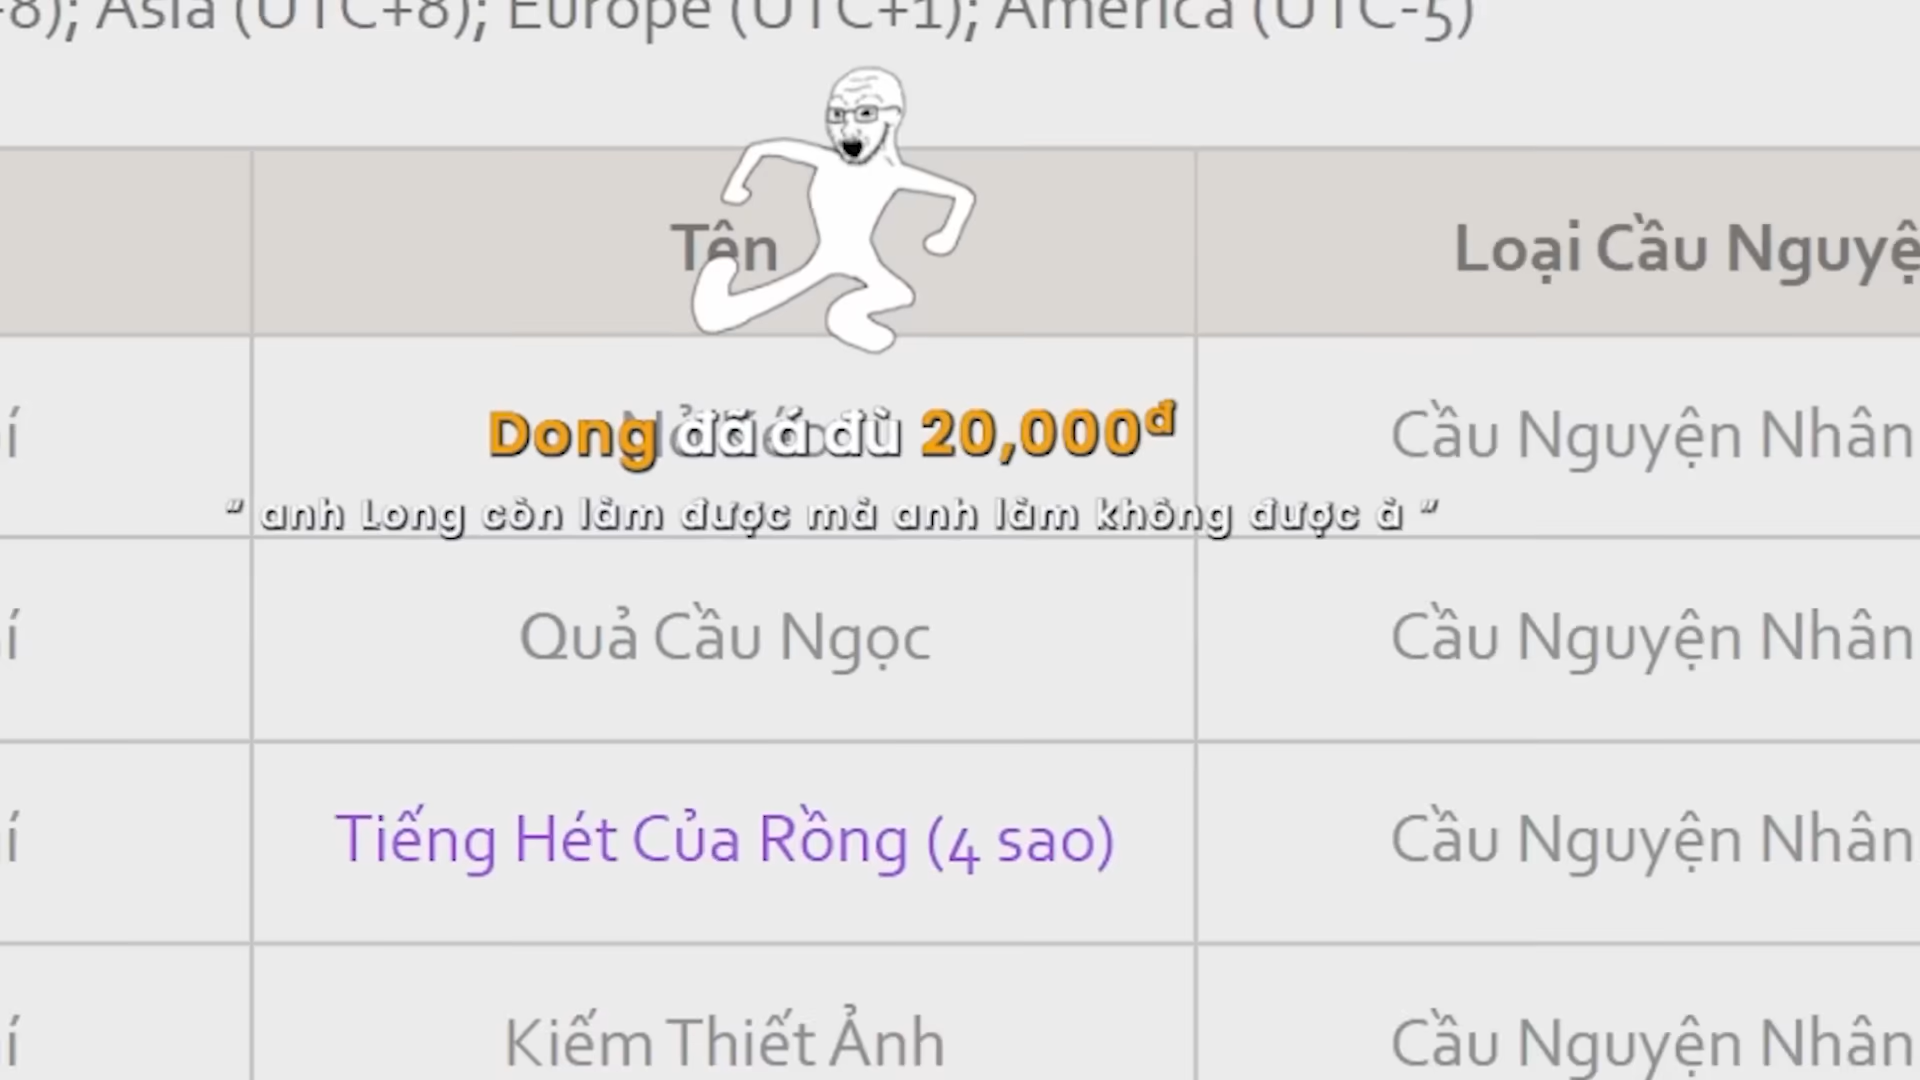 8); Asia (UTC+8); Europe (UTC+1); America (UTC-5)
Tên
Loại Cầu Nguyệ
Dong đã á đù 20,000đ
í
Cầu Nguyện Nhân
" anh Long còn làm được mà anh làm không được à "
í
Quả Cầu Ngọc
Cầu Nguyện Nhân
í
Tiếng Hét Của Rồng (4 sao)
Cầu Nguyện Nhân
í
Kiếm Thiết Ảnh
Cầu Nguyện Nhân